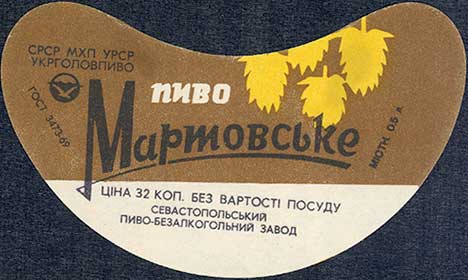 СРСР МХП УРСР
УКРГОЛОВПИВО
ГОСТ 3473-69
пиво
Мартовське
МІСТК. 0,5 л.
ЦІНА 32 КОП. БЕЗ ВАРТОСТІ ПОСУДУ
СЕВАСТОПОЛЬСЬКИЙ
ПИВО-БЕЗАЛКОГОЛЬНИЙ ЗАВОД